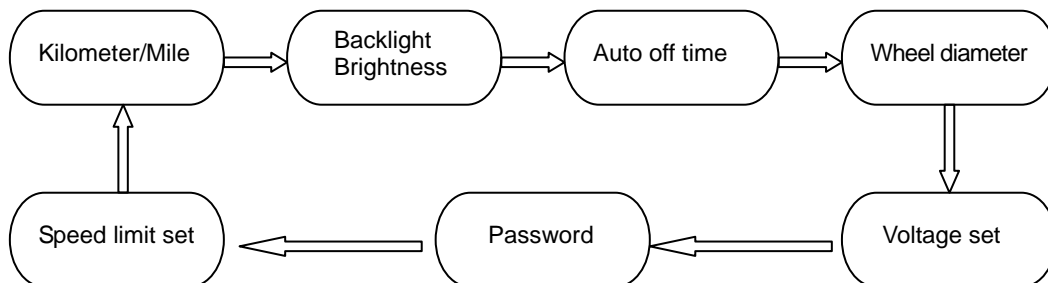 Kilometer/Mile
Backlight
Brightness
Auto off time
Wheel diameter
Speed limit set
Password
Voltage set